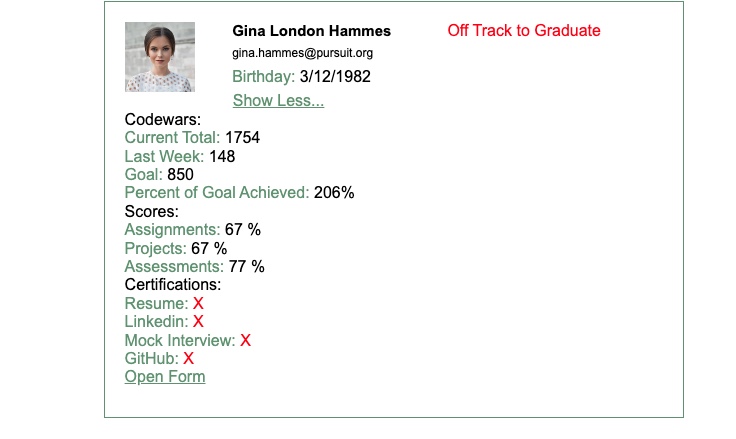 Gina London Hammes
Off Track to Graduate
gina.hammes@pursuit.org
Birthday: 3/12/1982
Show Less...
Codewars:
Current Total: 1754
Last Week: 148
Goal: 850
Percent of Goal Achieved: 206%
Scores:
Assignments: 67 %
Projects: 67 %
Assessments: 77 %
Certifications:
Resume: X
Linkedin: X
Mock Interview: X
GitHub: X
Open Form